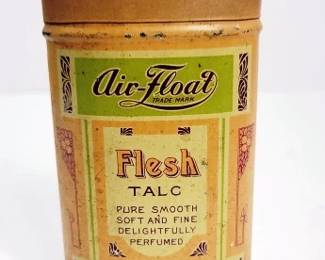 Air-Float
TRADE MARK
Flesh
TALC
PURE SMOOTH
SOFT AND FINE
DELIGHTFULLY
PERFUMED